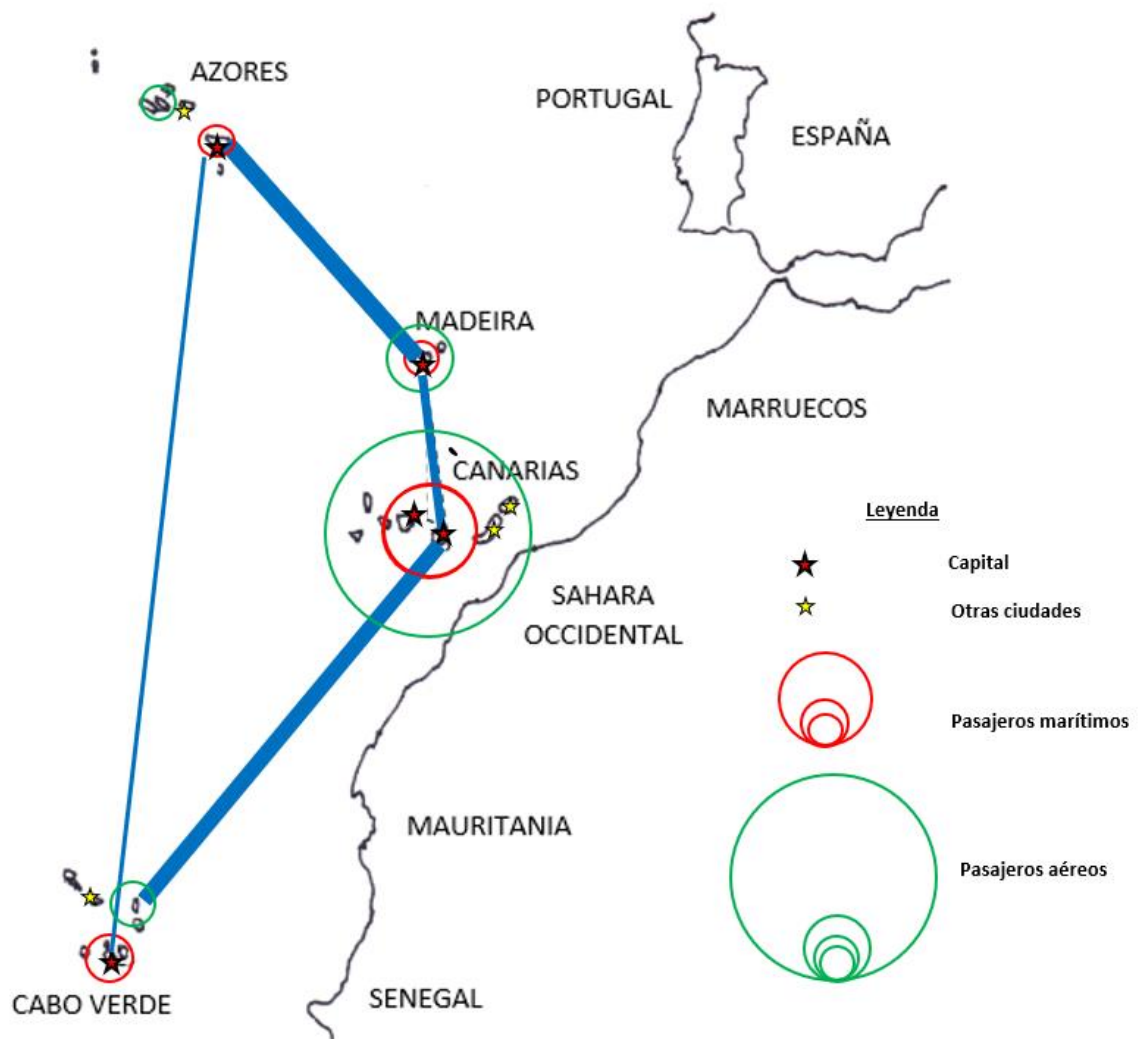 AZORES
PORTUGAL
ESPAÑA
MADEIRA
MARRUECOS
CANARIAS
Leyenda
Capital
Otras ciudades
SAHARA
OCCIDENTAL
Pasajeros marítimos
MAURITANIA
Pasajeros aéreos
SENEGAL
CABO VERDE